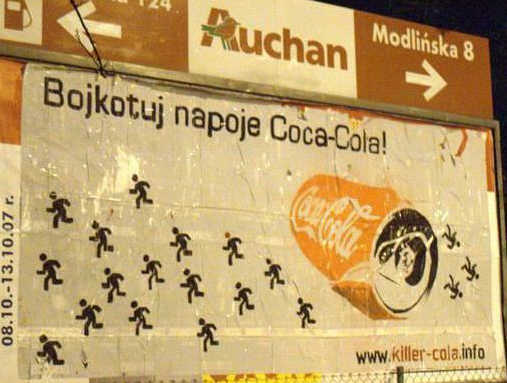 124
Auchan
Modlińska 8
Bojkotuj napoje Coca-Cola!
Coca-Cola
08.10.-13.10.07 r.
www.killer-cola.info